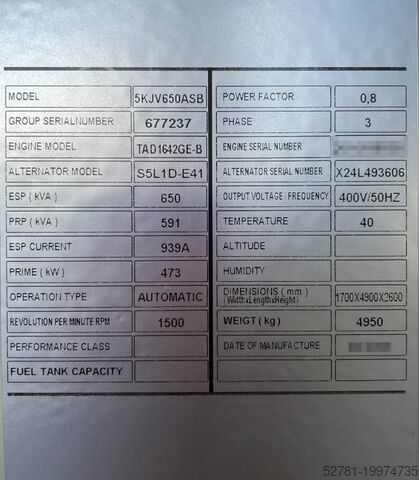 MODEL 5KJV650ASB
GROUP SERIALNUMBER 677237
ENGINE MODEL TAD1642GE-B
ALTERNATOR MODEL S5L1D-E41
ESP ( KVA ) 650
PRP ( KVA ) 591
ESP CURRENT 939A
PRIME ( KW ) 473
OPERATION TYPE AUTOMATIC
REVOLUTION PER MINUTE RPM 1500
PERFORMANCE CLASS
FUEL TANK CAPACITY
POWER FACTOR 0,8
PHASE 3
ENGINE SERIAL NUMBER
ALTERNATOR SERIAL NUMBER X24L493606
OUTPUT VOLTAGE / FREQUENCY 400V/50HZ
TEMPERATURE 40
ALTITUDE
HUMIDITY
DIMENSIONS ( mm ) 1700X4900X2600
(WidthxLengthxHeight)
WEIGT ( kg ) 4950
DATE OF MANUFACTURE
52781-19974735